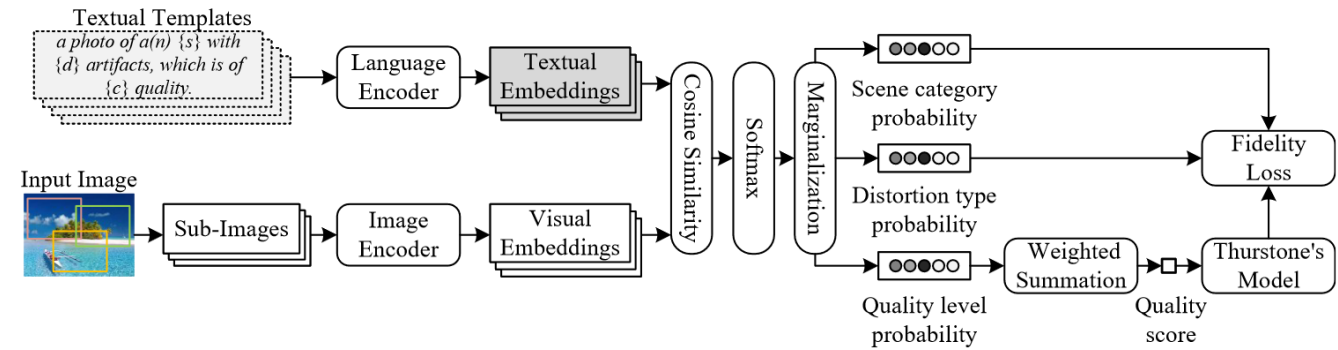 Textual Templates
a photo of a(n) {s} with
{d} artifacts, which is of
{c} quality.
Language
Encoder
Textual
Embeddings
Input Image
Sub-Images
Image
Encoder
Visual
Embeddings
Cosine Similarity
Softmax
Marginalization
Scene category
probability
Distortion type
probability
Quality level
probability
Weighted
Summation
Quality
score
Thurstone's
Model
Fidelity
Loss